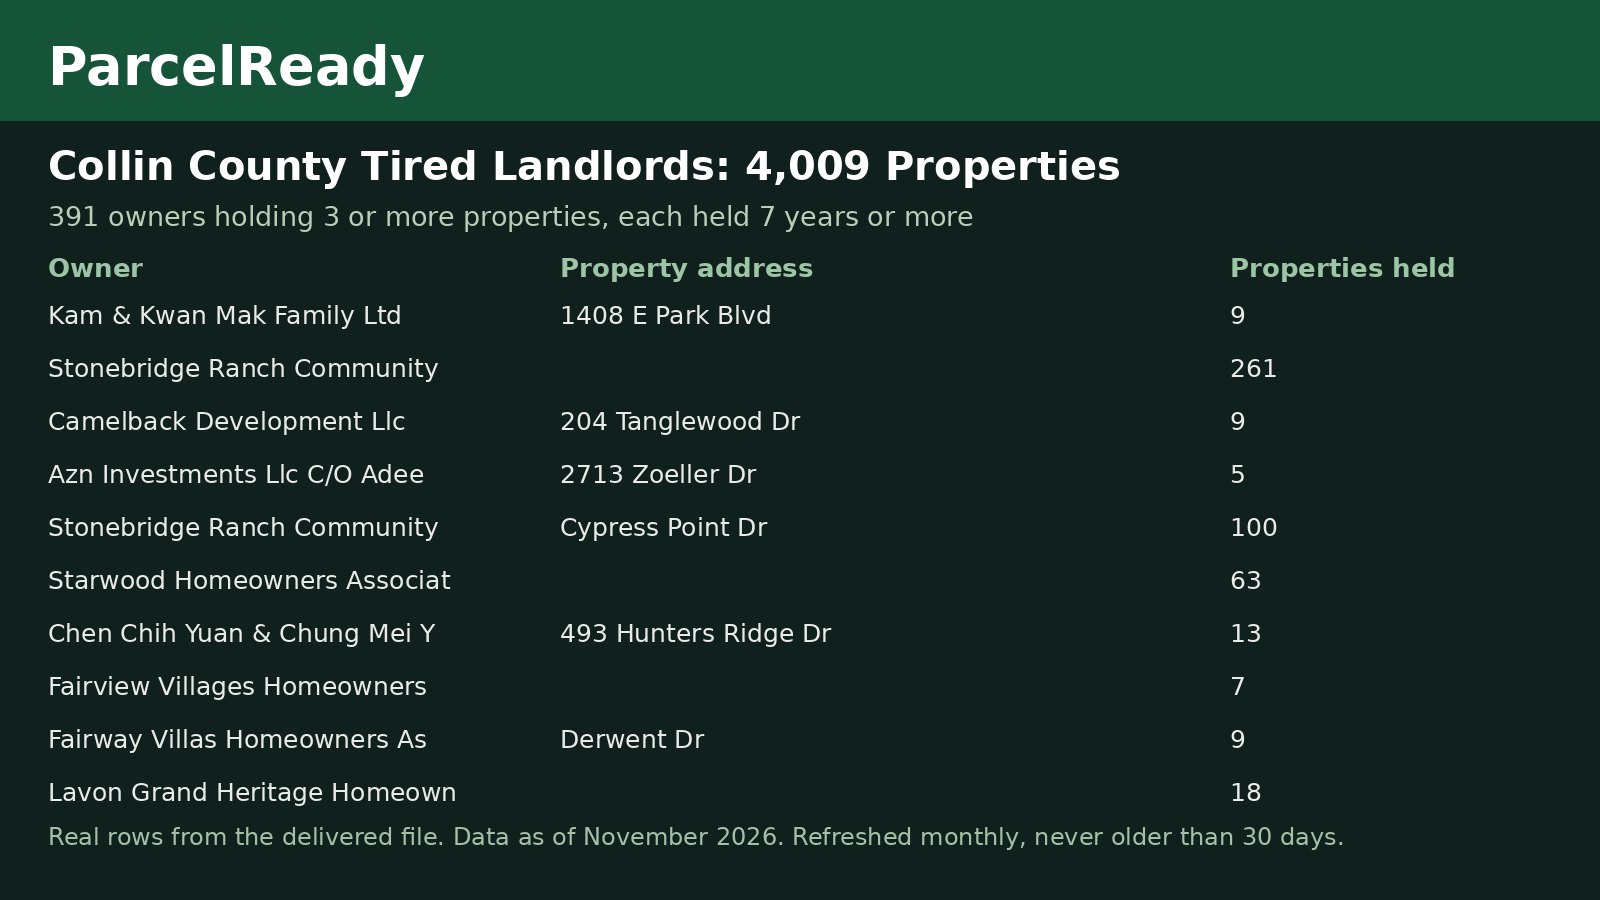 ParcelReady
Collin County Tired Landlords: 4,009 Properties
391 owners holding 3 or more properties, each held 7 years or more
Owner Property address Properties held
Kam & Kwan Mak Family Ltd 1408 E Park Blvd 9
Stonebridge Ranch Community 261
Camelback Development Llc 204 Tanglewood Dr 9
Azn Investments Llc C/O Adee 2713 Zoeller Dr 5
Stonebridge Ranch Community Cypress Point Dr 100
Starwood Homeowners Associat 63
Chen Chih Yuan & Chung Mei Y 493 Hunters Ridge Dr 13
Fairview Villages Homeowners 7
Fairway Villas Homeowners As Derwent Dr 9
Lavon Grand Heritage Homeown 18
Real rows from the delivered file. Data as of November 2026. Refreshed monthly, never older than 30 days.